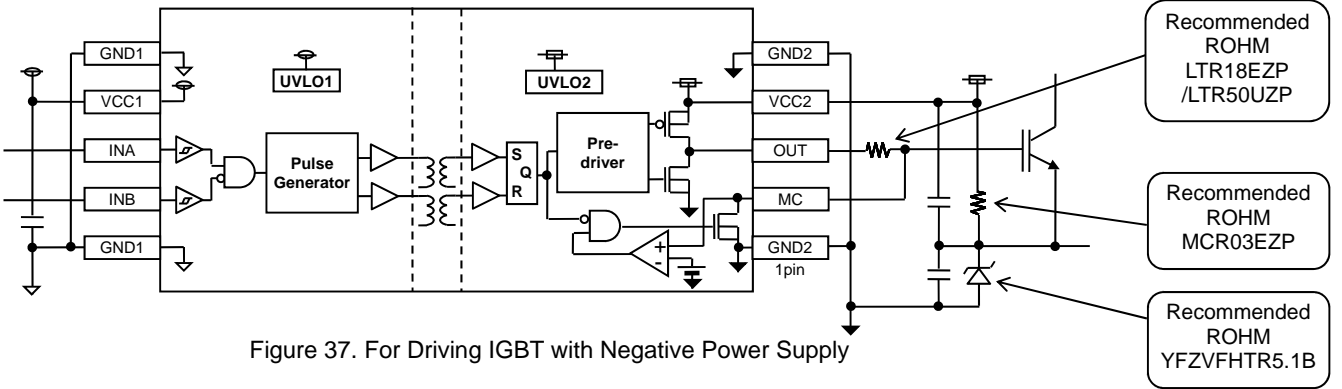 GND1
VCC1
INA
INB
GND1
UVLO1
Pulse
Generator
UVLO2
S
Q
R
Pre-
driver
+
-
GND2
VCC2
OUT
MC
GND2
1pin
Recommended
ROHM
LTR18EZP
/LTR50UZP
Recommended
ROHM
MCR03EZP
Recommended
ROHM
YFZVFHTR5.1B
Figure 37. For Driving IGBT with Negative Power Supply